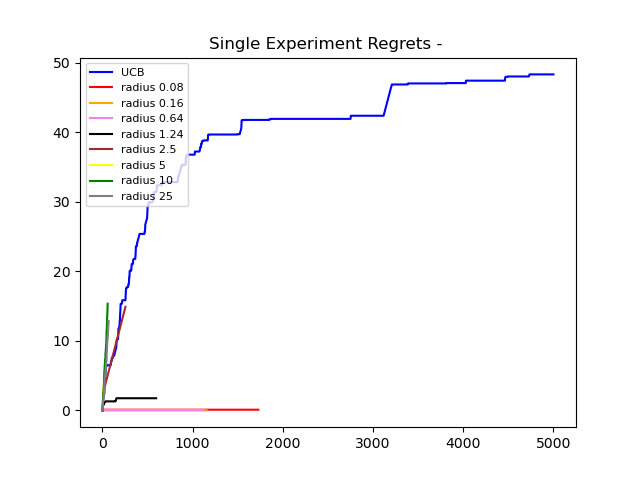 Single Experiment Regrets -
50
40
30
20
10
0
UCB
radius 0.08
radius 0.16
radius 0.64
radius 1.24
radius 2.5
radius 5
radius 10
radius 25
0 1000 2000 3000 4000 5000